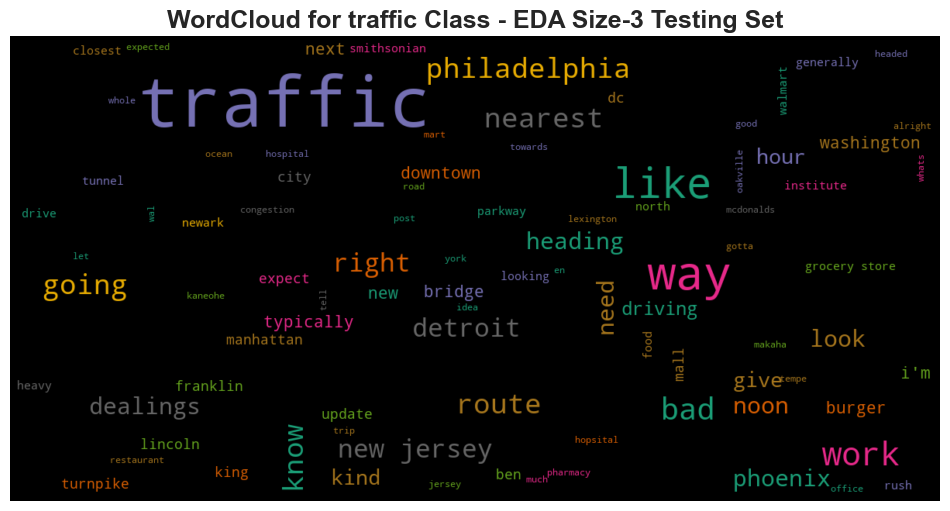 WordCloud for traffic Class - EDA Size-3 Testing Set
closest
expected
next
smithsonian
philadelphia
generally
headed
whole
traffic
nearest
dc
walmart
mart
good
alright
ocean
hospital
towards
hour
washington
tunnel
city
downtown
road
like
oakville
institute
whats
drive
wal
newark
congestion
post
parkway
lexington
north
mcdonalds
let
right
york
heading
en
gotta
going
kaneohe
expect
tell
new
bridge
looking
idea
way
grocery store
typically
manhattan
detroit
need
driving
food
mall
makaha
look
heavy
franklin
dealings
update
route
give
tempe
i'm
bad
noon
burger
lincoln
restaurant
trip
know
new jersey
hopsital
work
turnpike
king
kind
jersey
ben
much
pharmacy
phoenix
office
rush